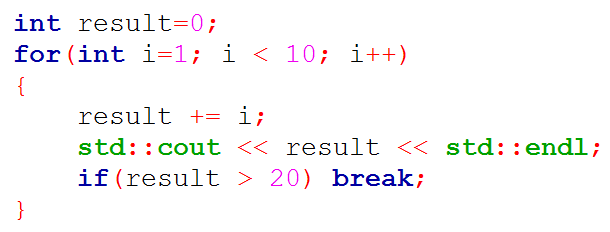 int result=0;
for(int i=1; i < 10; i++)
{
    result += i;
    std::cout << result << std::endl;
    if(result > 20) break;
}